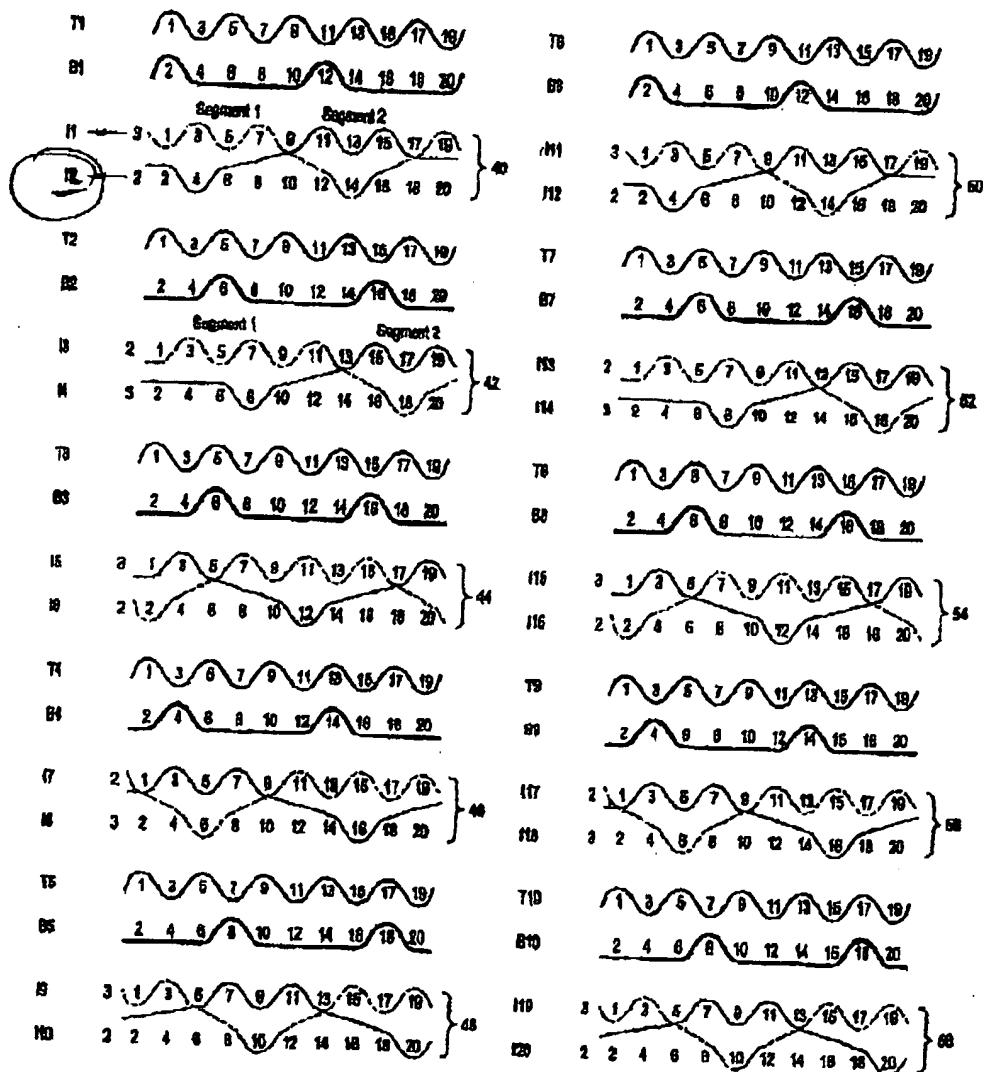 T1 1 3 5 7 9 11 13 15 17 19
B1 2 4 6 8 10 12 14 16 18 20
Segment 1 Segment 2
I1 3 1 3 5 7 9 11 13 15 17 19
I2 2 2 4 6 8 10 12 14 16 18 20
40
T2 1 3 5 7 9 11 13 15 17 19
B2 2 4 6 8 10 12 14 16 18 20
Segment 1 Segment 2
I3 2 1 3 5 7 9 11 13 15 17 19
I4 3 2 4 6 8 10 12 14 16 18 20
42
T3 1 3 5 7 9 11 13 15 17 19
B3 2 4 6 8 10 12 14 16 18 20
I5 3 1 3 5 7 9 11 13 15 17 19
I6 2 2 4 6 8 10 12 14 16 18 20
44
T4 1 3 5 7 9 11 13 15 17 19
B4 2 4 6 8 10 12 14 16 18 20
I7 2 1 3 5 7 9 11 13 15 17 19
I8 3 2 4 6 8 10 12 14 16 18 20
46
T5 1 3 5 7 9 11 13 15 17 19
B5 2 4 6 8 10 12 14 16 18 20
I9 3 1 3 5 7 9 11 13 15 17 19
I10 2 2 4 6 8 10 12 14 16 18 20
48
T6 1 3 5 7 9 11 13 15 17 19
B6 2 4 6 8 10 12 14 16 18 20
I11 3 1 3 5 7 9 11 13 15 17 19
I12 2 2 4 6 8 10 12 14 16 18 20
50
T7 1 3 5 7 9 11 13 15 17 19
B7 2 4 6 8 10 12 14 16 18 20
I13 2 1 3 5 7 9 11 13 15 17 19
I14 3 2 4 6 8 10 12 14 16 18 20
52
T8 1 3 5 7 9 11 13 15 17 19
B8 2 4 6 8 10 12 14 16 18 20
I15 3 1 3 5 7 9 11 13 15 17 19
I16 2 2 4 6 8 10 12 14 16 18 20
54
T9 1 3 5 7 9 11 13 15 17 19
B9 2 4 6 8 10 12 14 16 18 20
I17 2 1 3 5 7 9 11 13 15 17 19
I18 3 2 4 6 8 10 12 14 16 18 20
56
T10 1 3 5 7 9 11 13 15 17 19
B10 2 4 6 8 10 12 14 16 18 20
I19 3 1 3 5 7 9 11 13 15 17 19
I20 2 2 4 6 8 10 12 14 16 18 20
58